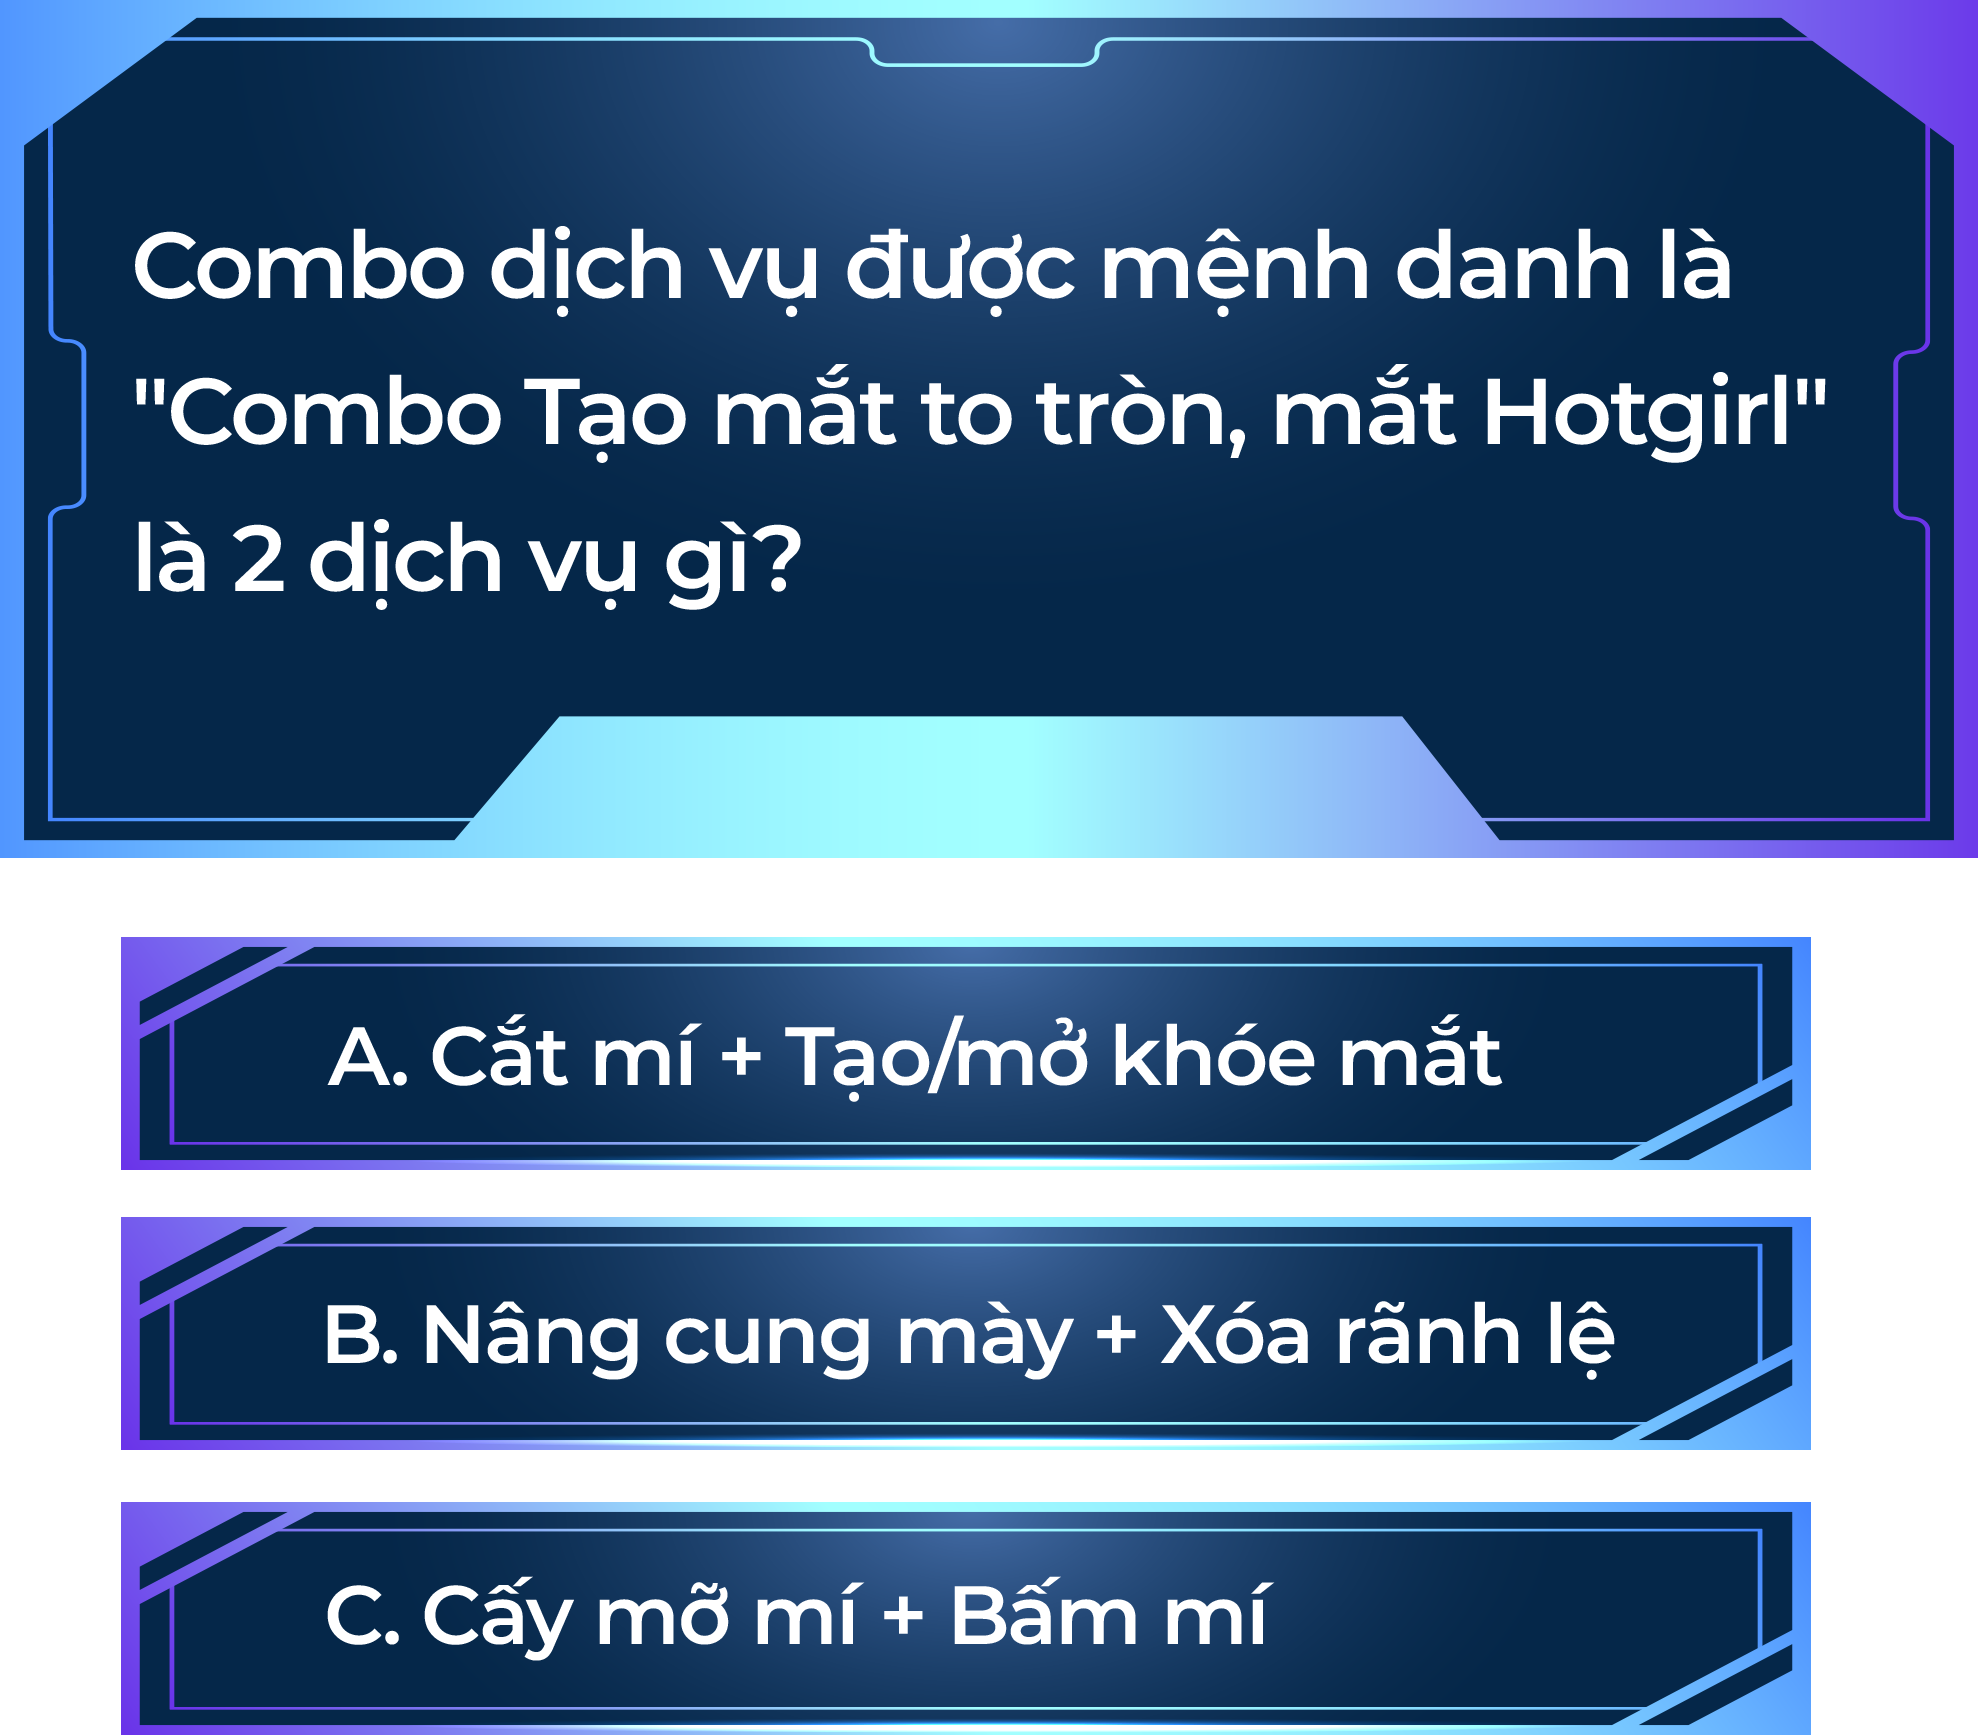 Combo dịch vụ được mệnh danh là
"Combo Tạo mắt to tròn, mắt Hotgirl"
là 2 dịch vụ gì?
A. Cắt mí + Tạo/mở khóe mắt
B. Nâng cung mày + Xóa rãnh lệ
C. Cấy mỡ mí + Bấm mí